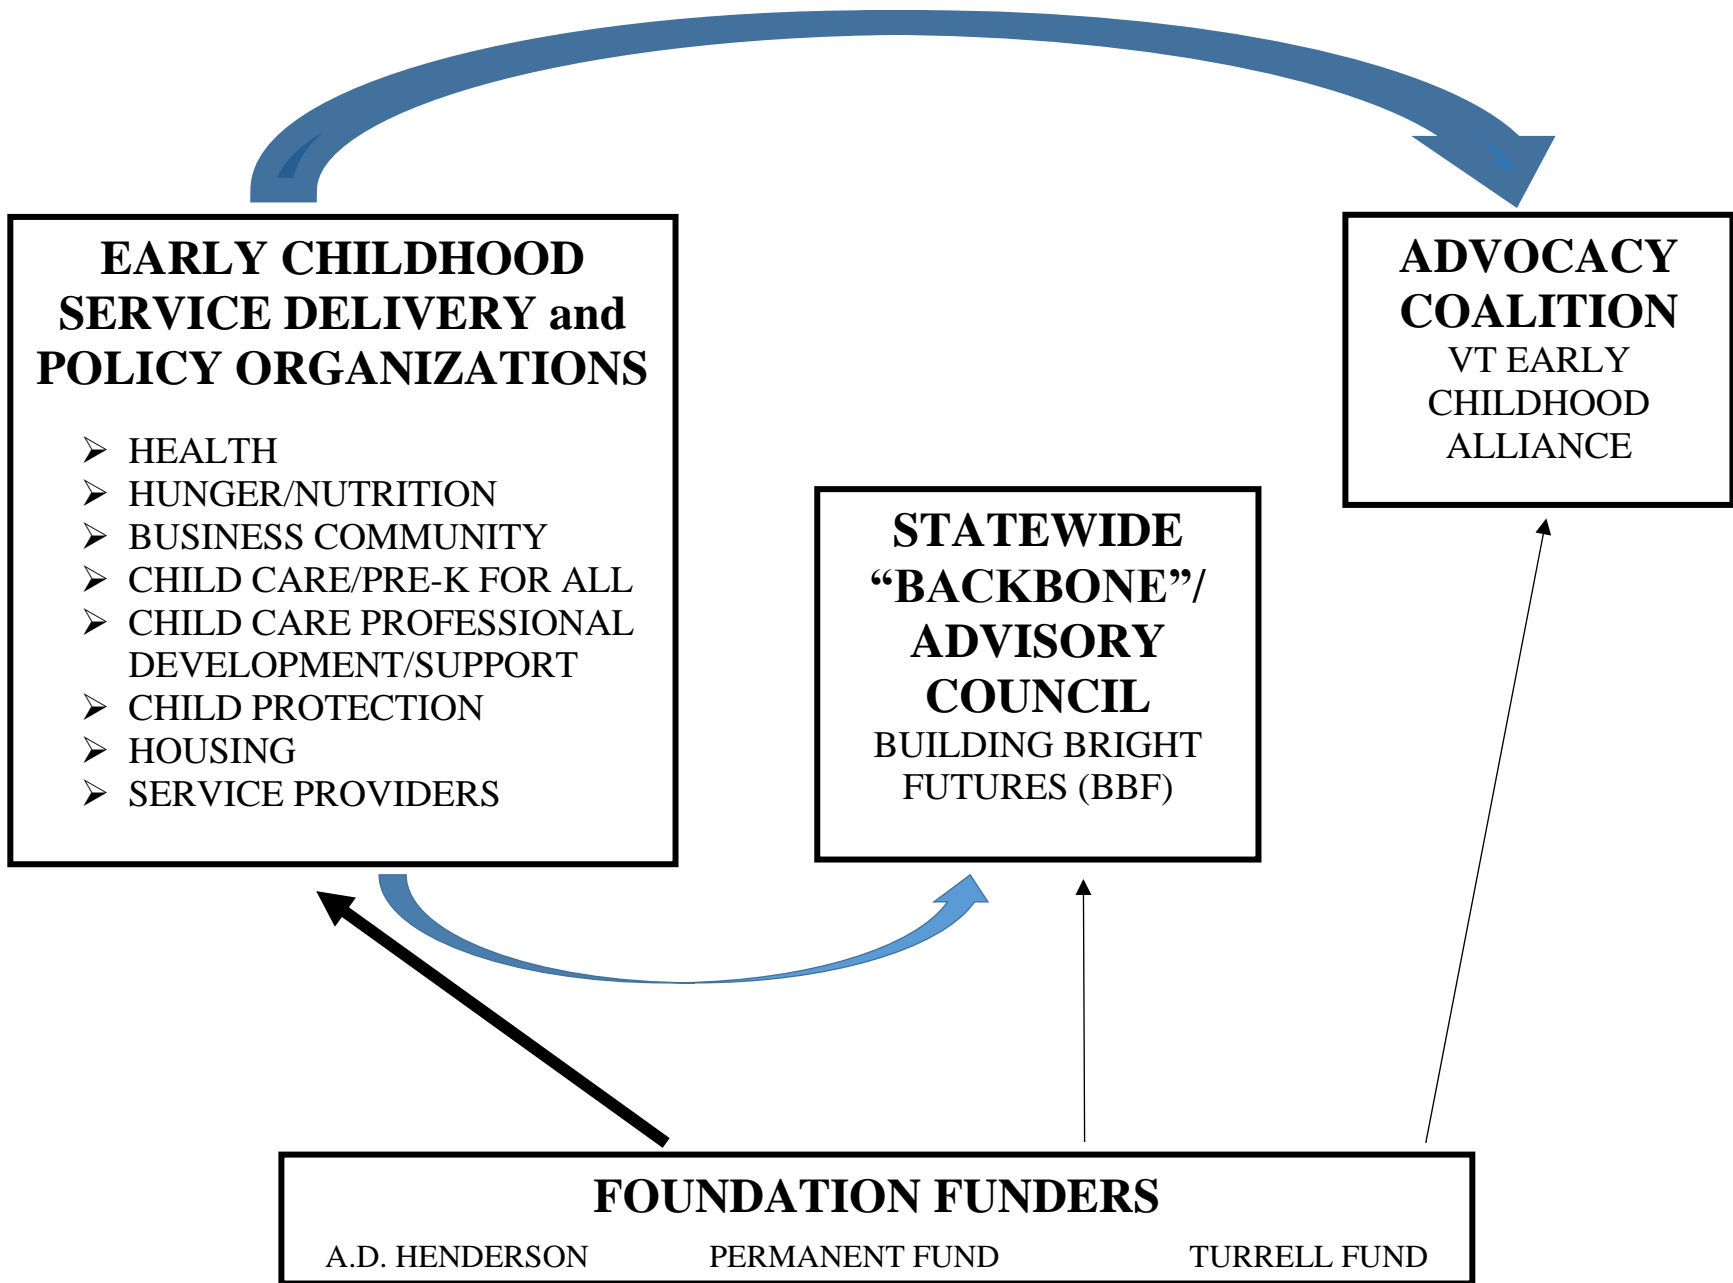 EARLY CHILDHOOD
SERVICE DELIVERY and
POLICY ORGANIZATIONS
➢ HEALTH
➢ HUNGER/NUTRITION
➢ BUSINESS COMMUNITY
➢ CHILD CARE/PRE-K FOR ALL
➢ CHILD CARE PROFESSIONAL
DEVELOPMENT/SUPPORT
➢ CHILD PROTECTION
➢ HOUSING
➢ SERVICE PROVIDERS
STATEWIDE
“BACKBONE”/
ADVISORY
COUNCIL
BUILDING BRIGHT
FUTURES (BBF)
ADVOCACY
COALITION
VT EARLY
CHILDHOOD
ALLIANCE
FOUNDATION FUNDERS
A.D. HENDERSON PERMANENT FUND TURRELL FUND